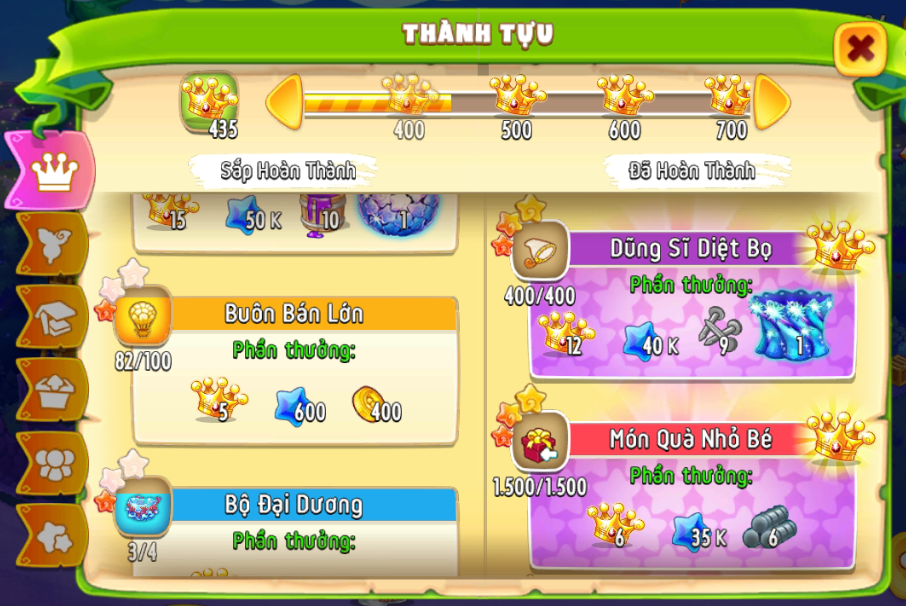 THÀNH TỰU
435
400
500
600
700
Sắp Hoàn Thành
Đã Hoàn Thành
15
50 K
10
1
Buôn Bán Lớn
82/100
Phần thưởng:
5
600
400
Bộ Đại Dương
3/4
Phần thưởng:
Dũng Sĩ Diệt Bọ
400/400
Phần thưởng:
12
40 K
9
1
Món Quà Nhỏ Bé
1.500/1.500
Phần thưởng:
6
35 K
6